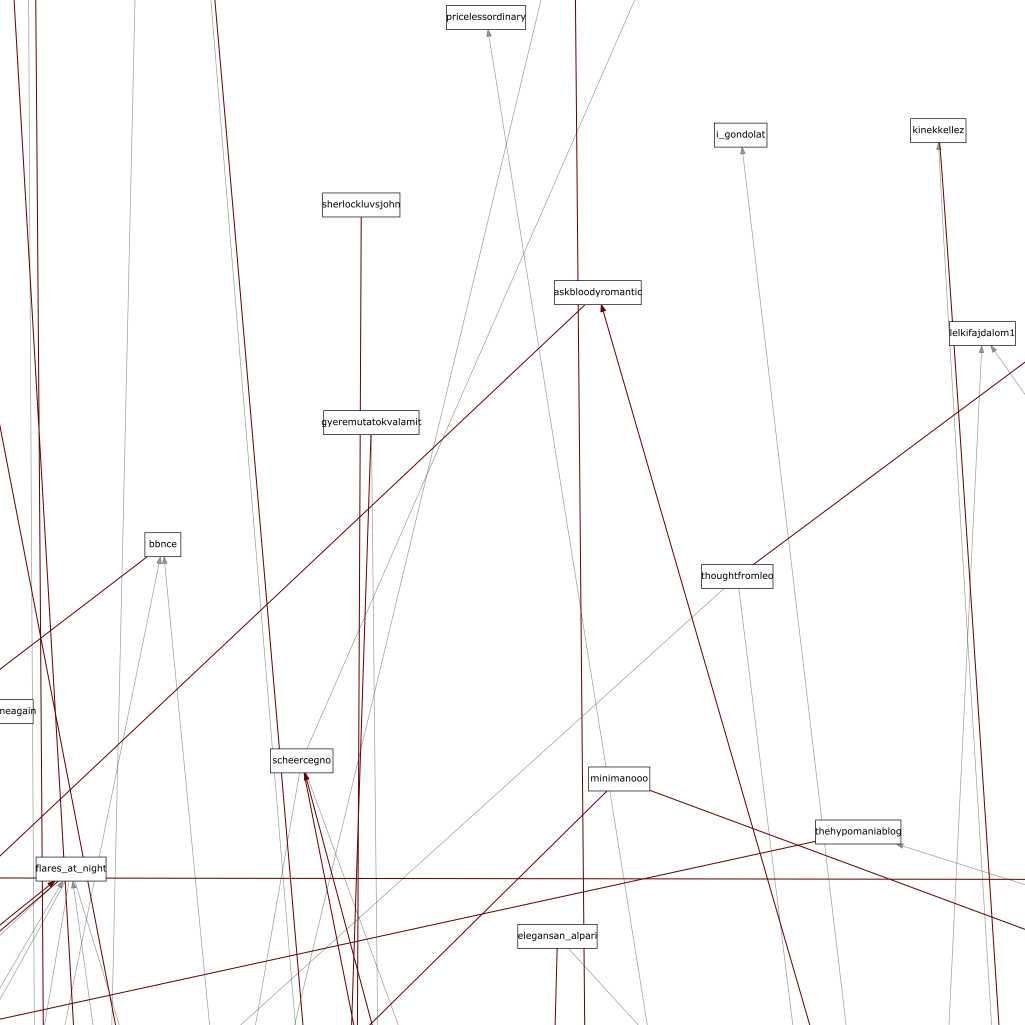 pricelessordinary
i_gondolat
kinekkellez
sherlockluvsjohn
askbloodyromantic
lelkifajdalom1
gyeremutatokvalamit
bbnce
thoughtfromleo
neagain
scheercegno
minimanooo
thehypomaniablog
flares_at_night
elegansan_alpari